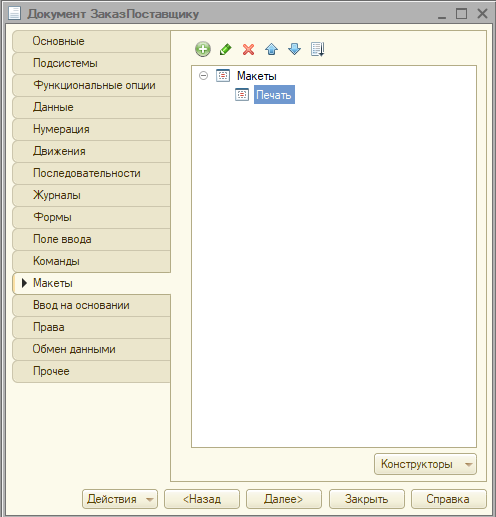 Документ ЗаказПоставщику
Основные
Подсистемы
Функциональные опции
Данные
Нумерация
Движения
Последовательности
Журналы
Формы
Поле ввода
Команды
Макеты
Ввод на основании
Права
Обмен данными
Прочее
Макеты
Печать
Конструкторы
Действия
<Назад
Далее>
Закрыть
Справка